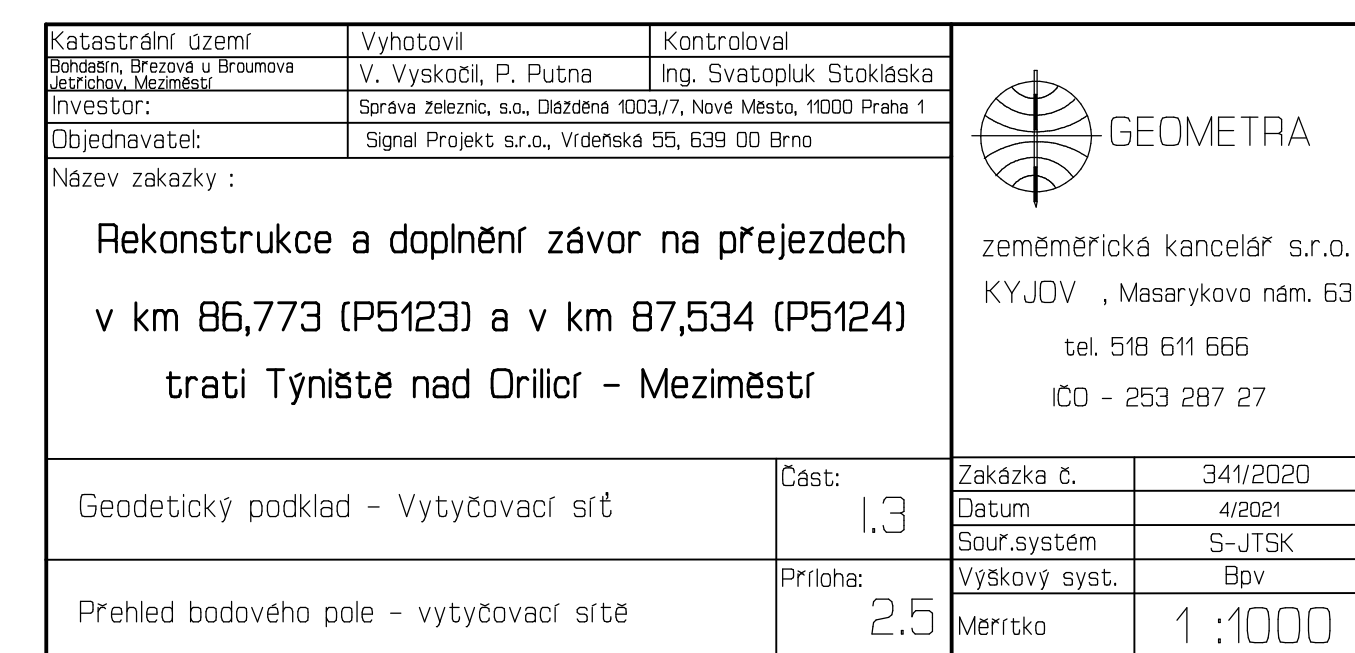 Katastrální území Vyhotovil Kontroloval
Bohdašín, Březová u Broumova
Jetřichov, Meziměstí
V. Vyskočil, P. Putna Ing. Svatopluk Stokláska
Investor: Správa železnic, s.o., Dlážděná 1003,/7, Nové Město, 11000 Praha 1
Objednavatel: Signal Projekt s.r.o., Vídeňská 55, 639 00 Brno
Název zakazky :
Rekonstrukce a doplnění závor na přejezdech
v km 86,773 (P5123) a v km 87,534 (P5124)
trati Týniště nad Orilicí - Meziměstí
GEOMETRA
zeměměřická kancelář s.r.o.
KYJOV , Masarykovo nám. 63
tel. 518 611 666
IČO - 253 287 27
Geodetický podklad - Vytyčovací síť
Část:
I.3
Přehled bodového pole - vytyčovací sítě
Příloha:
2.5
Zakázka č. 341/2020
Datum 4/2021
Souř.systém S-JTSK
Výškový syst. Bpv
Měřítko 1 :1000